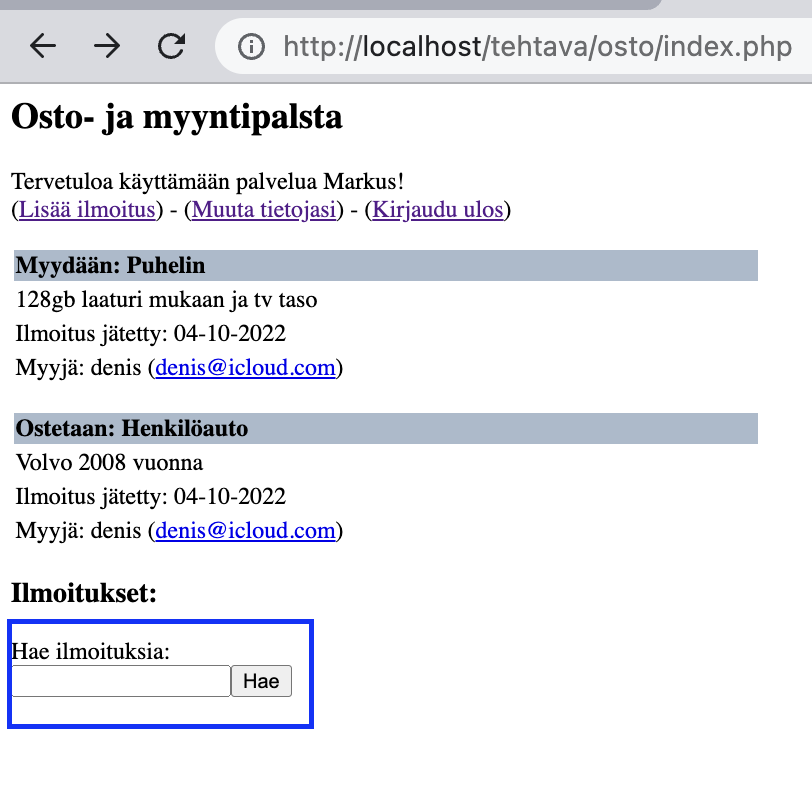 http://localhost/tehtava/osto/index.php
Osto- ja myyntipalsta
Tervetuloa käyttämään palvelua Markus!
(Lisää ilmoitus) - (Muuta tietojasi) - (Kirjaudu ulos)
Myydään: Puhelin
128gb laaturi mukaan ja tv taso
Ilmoitus jätetty: 04-10-2022
Myyjä: denis (denis@icloud.com)
Ostetaan: Henkilöauto
Volvo 2008 vuonna
Ilmoitus jätetty: 04-10-2022
Myyjä: denis (denis@icloud.com)
Ilmoitukset:
Hae ilmoituksia:
Hae